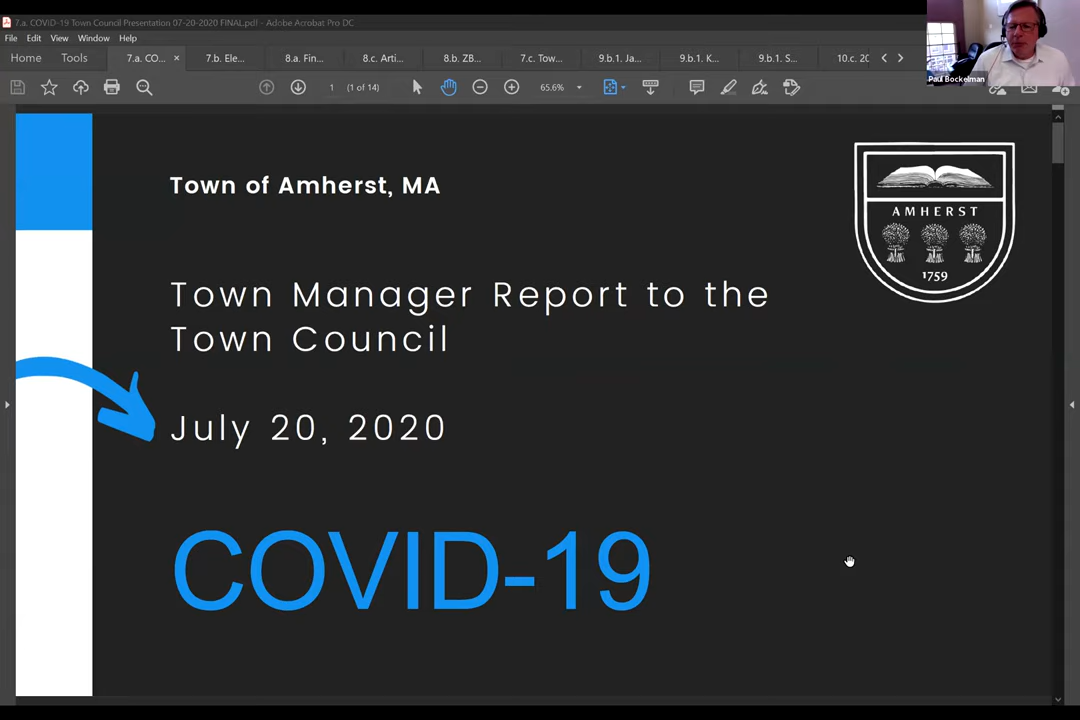 7.a. COVID-19 Town Council Presentation 07-20-2020 FINAL.pdf - Adobe Acrobat Pro DC
File Edit View Window Help
Home Tools 7.a. CO... × 7.b. Ele... 8.a. Fin... 8.c. Arti... 8.b. ZB... 7.c. Tow... 9.b.1. Ja... 9.b.1. K... 9.b.1. S... 10.c. 20
1 (1 of 14) 65.6%
Paul Bockelman
Town of Amherst, MA
AMHERST
1759
Town Manager Report to the
Town Council
July 20, 2020
COVID-19